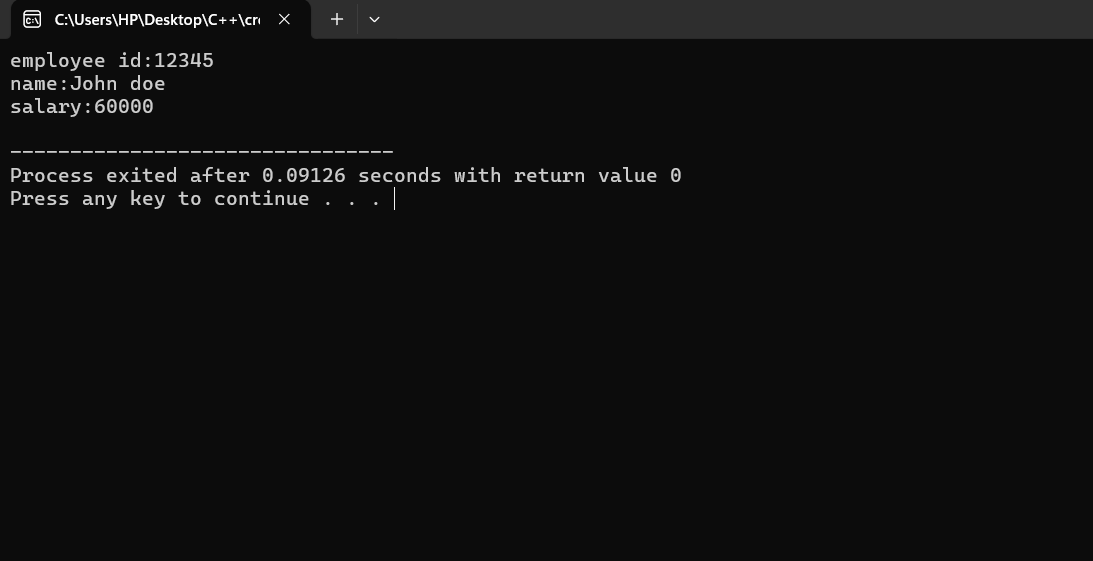 C:\Users\HP\Desktop\C++\cre
employee id:12345
name:John doe
salary:60000
--------------------------------
Process exited after 0.09126 seconds with return value 0
Press any key to continue . . .